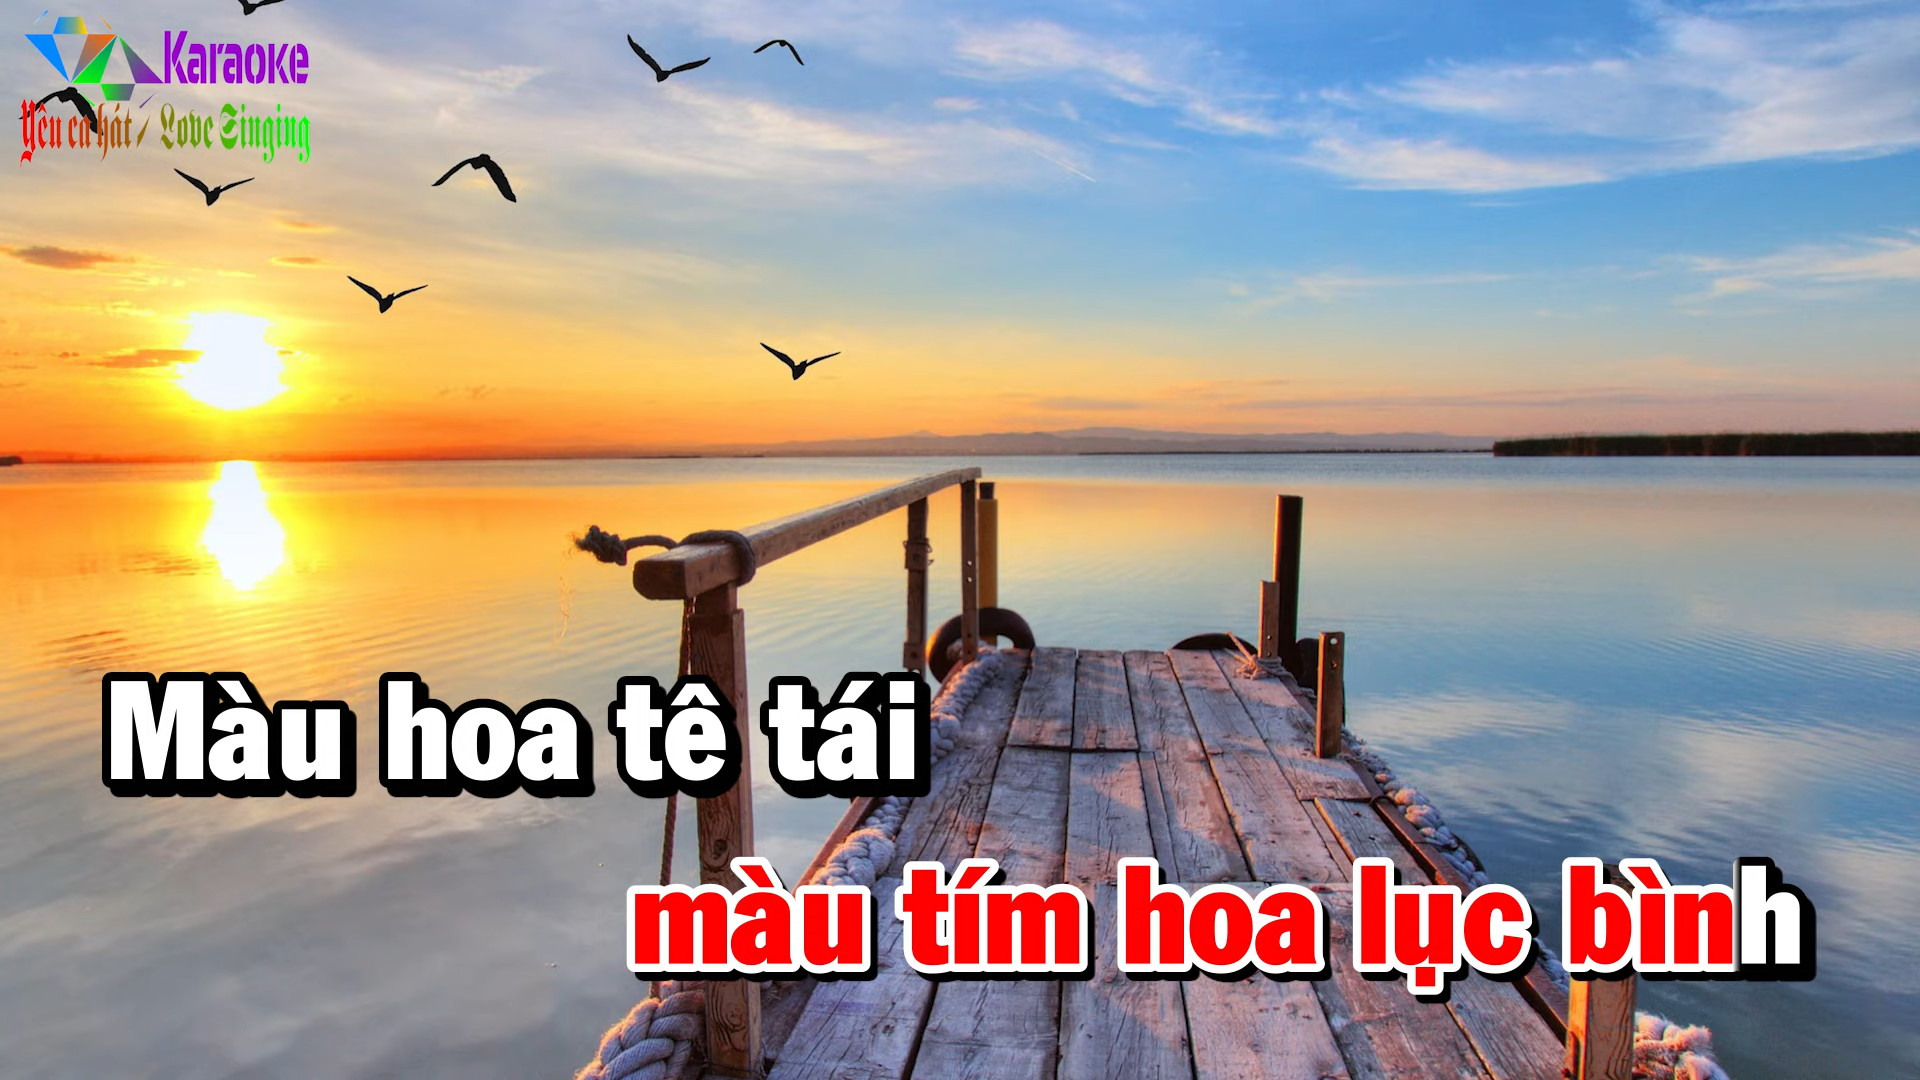 Karaoke
Yêu ca hát / Love Singing
Màu hoa tê tái
màu tím hoa lục bình